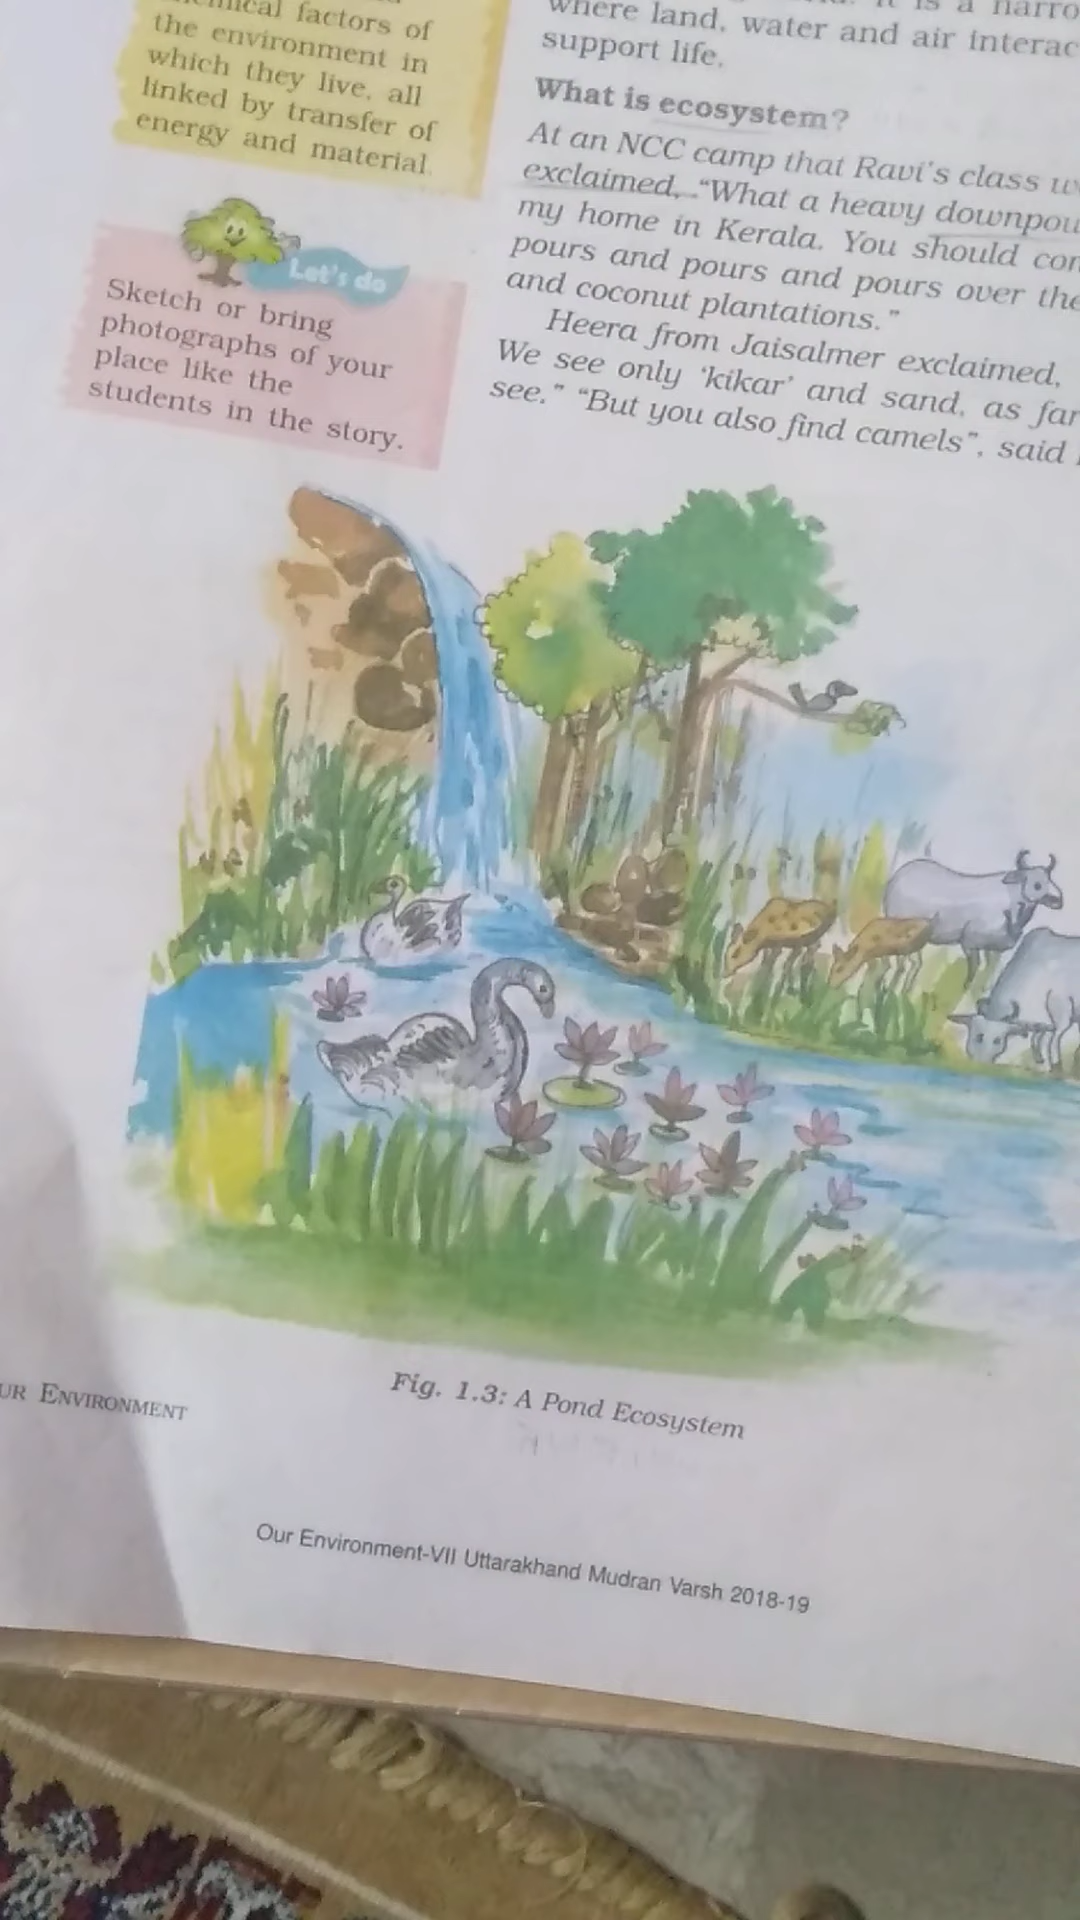 factors of
the environment in
which they live, all
linked by transfer of
energy and material.
Let's do
Sketch or bring
photographs of your
place like the
students in the story.
where land, water and air
support life.
What is ecosystem?
At an NCC camp that Ravi's class
exclaimed, "What a heavy
my home in Kerala. You should
pours and pours and pours over
and coconut plantations."
Heera from Jaisalmer exclaimed,
We see only 'kikar' and sand, as far
see." "But you also find camels", said
Fig. 1.3: A Pond Ecosystem
ENVIRONMENT
Our Environment-VII Uttarakhand Mudran Varsh 2018-19